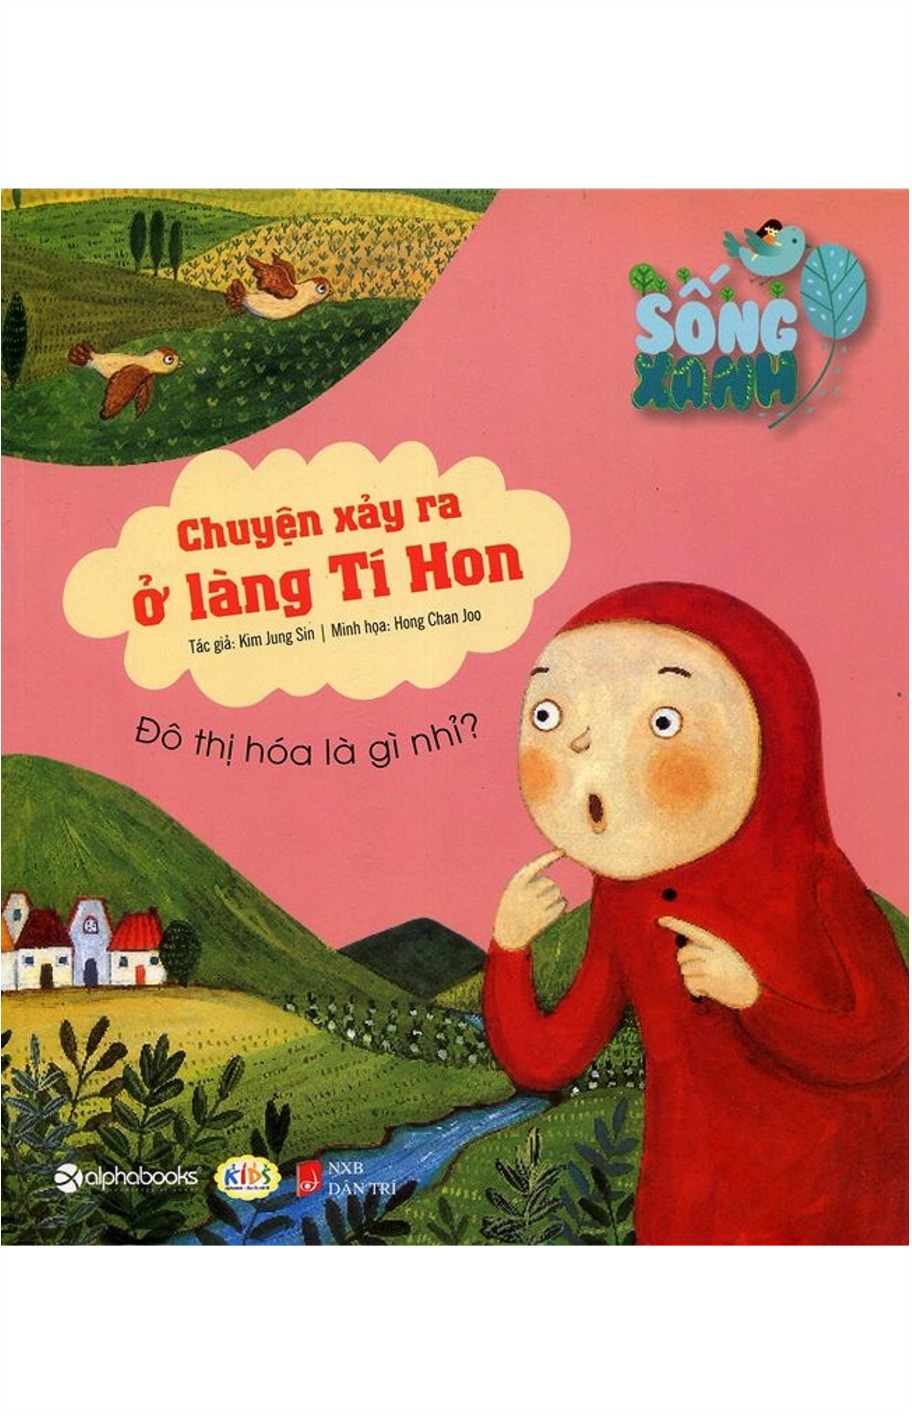 SỐNG
XANH
Chuyện xảy ra
ở làng Tí Hon
Tác giả: Kim Jung Sin | Minh họa: Hong Chan Joo
Đô thị hóa là gì nhỉ?
alphabooks
KIDS
NXB
DÂN TRÍ